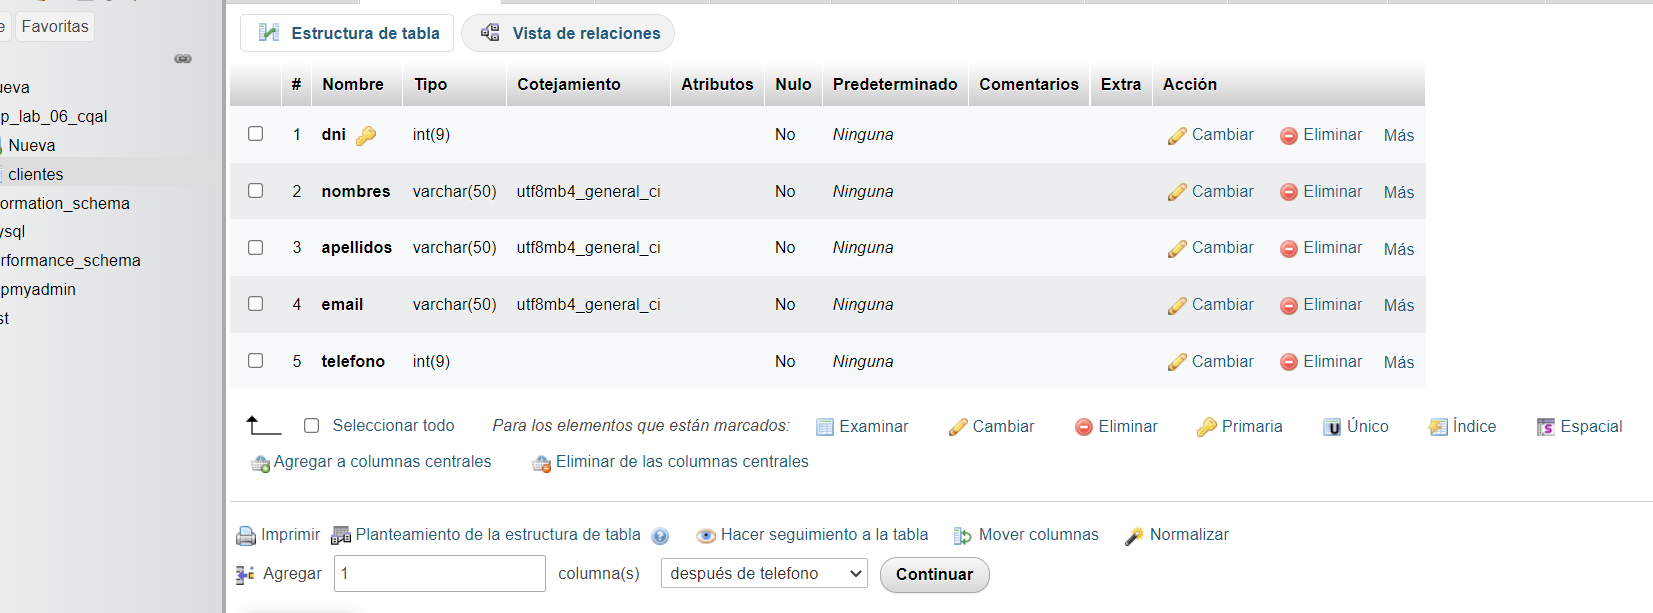 Favoritas
ueva
p_lab_06_cqal
Nueva
clientes
ormation_schema
ysql
rformance_schema
pmyadmin
st
Estructura de tabla Vista de relaciones
# Nombre Tipo Cotejamiento Atributos Nulo Predeterminado Comentarios Extra Acción
1 dni int(9) No Ninguna Cambiar Eliminar Más
2 nombres varchar(50) utf8mb4_general_ci No Ninguna Cambiar Eliminar Más
3 apellidos varchar(50) utf8mb4_general_ci No Ninguna Cambiar Eliminar Más
4 email varchar(50) utf8mb4_general_ci No Ninguna Cambiar Eliminar Más
5 telefono int(9) No Ninguna Cambiar Eliminar Más
Seleccionar todo Para los elementos que están marcados: Examinar Cambiar Eliminar Primaria Único Índice Espacial
Agregar a columnas centrales Eliminar de las columnas centrales
Imprimir Planteamiento de la estructura de tabla Hacer seguimiento a la tabla Mover columnas Normalizar
Agregar 1 columna(s) después de telefono Continuar